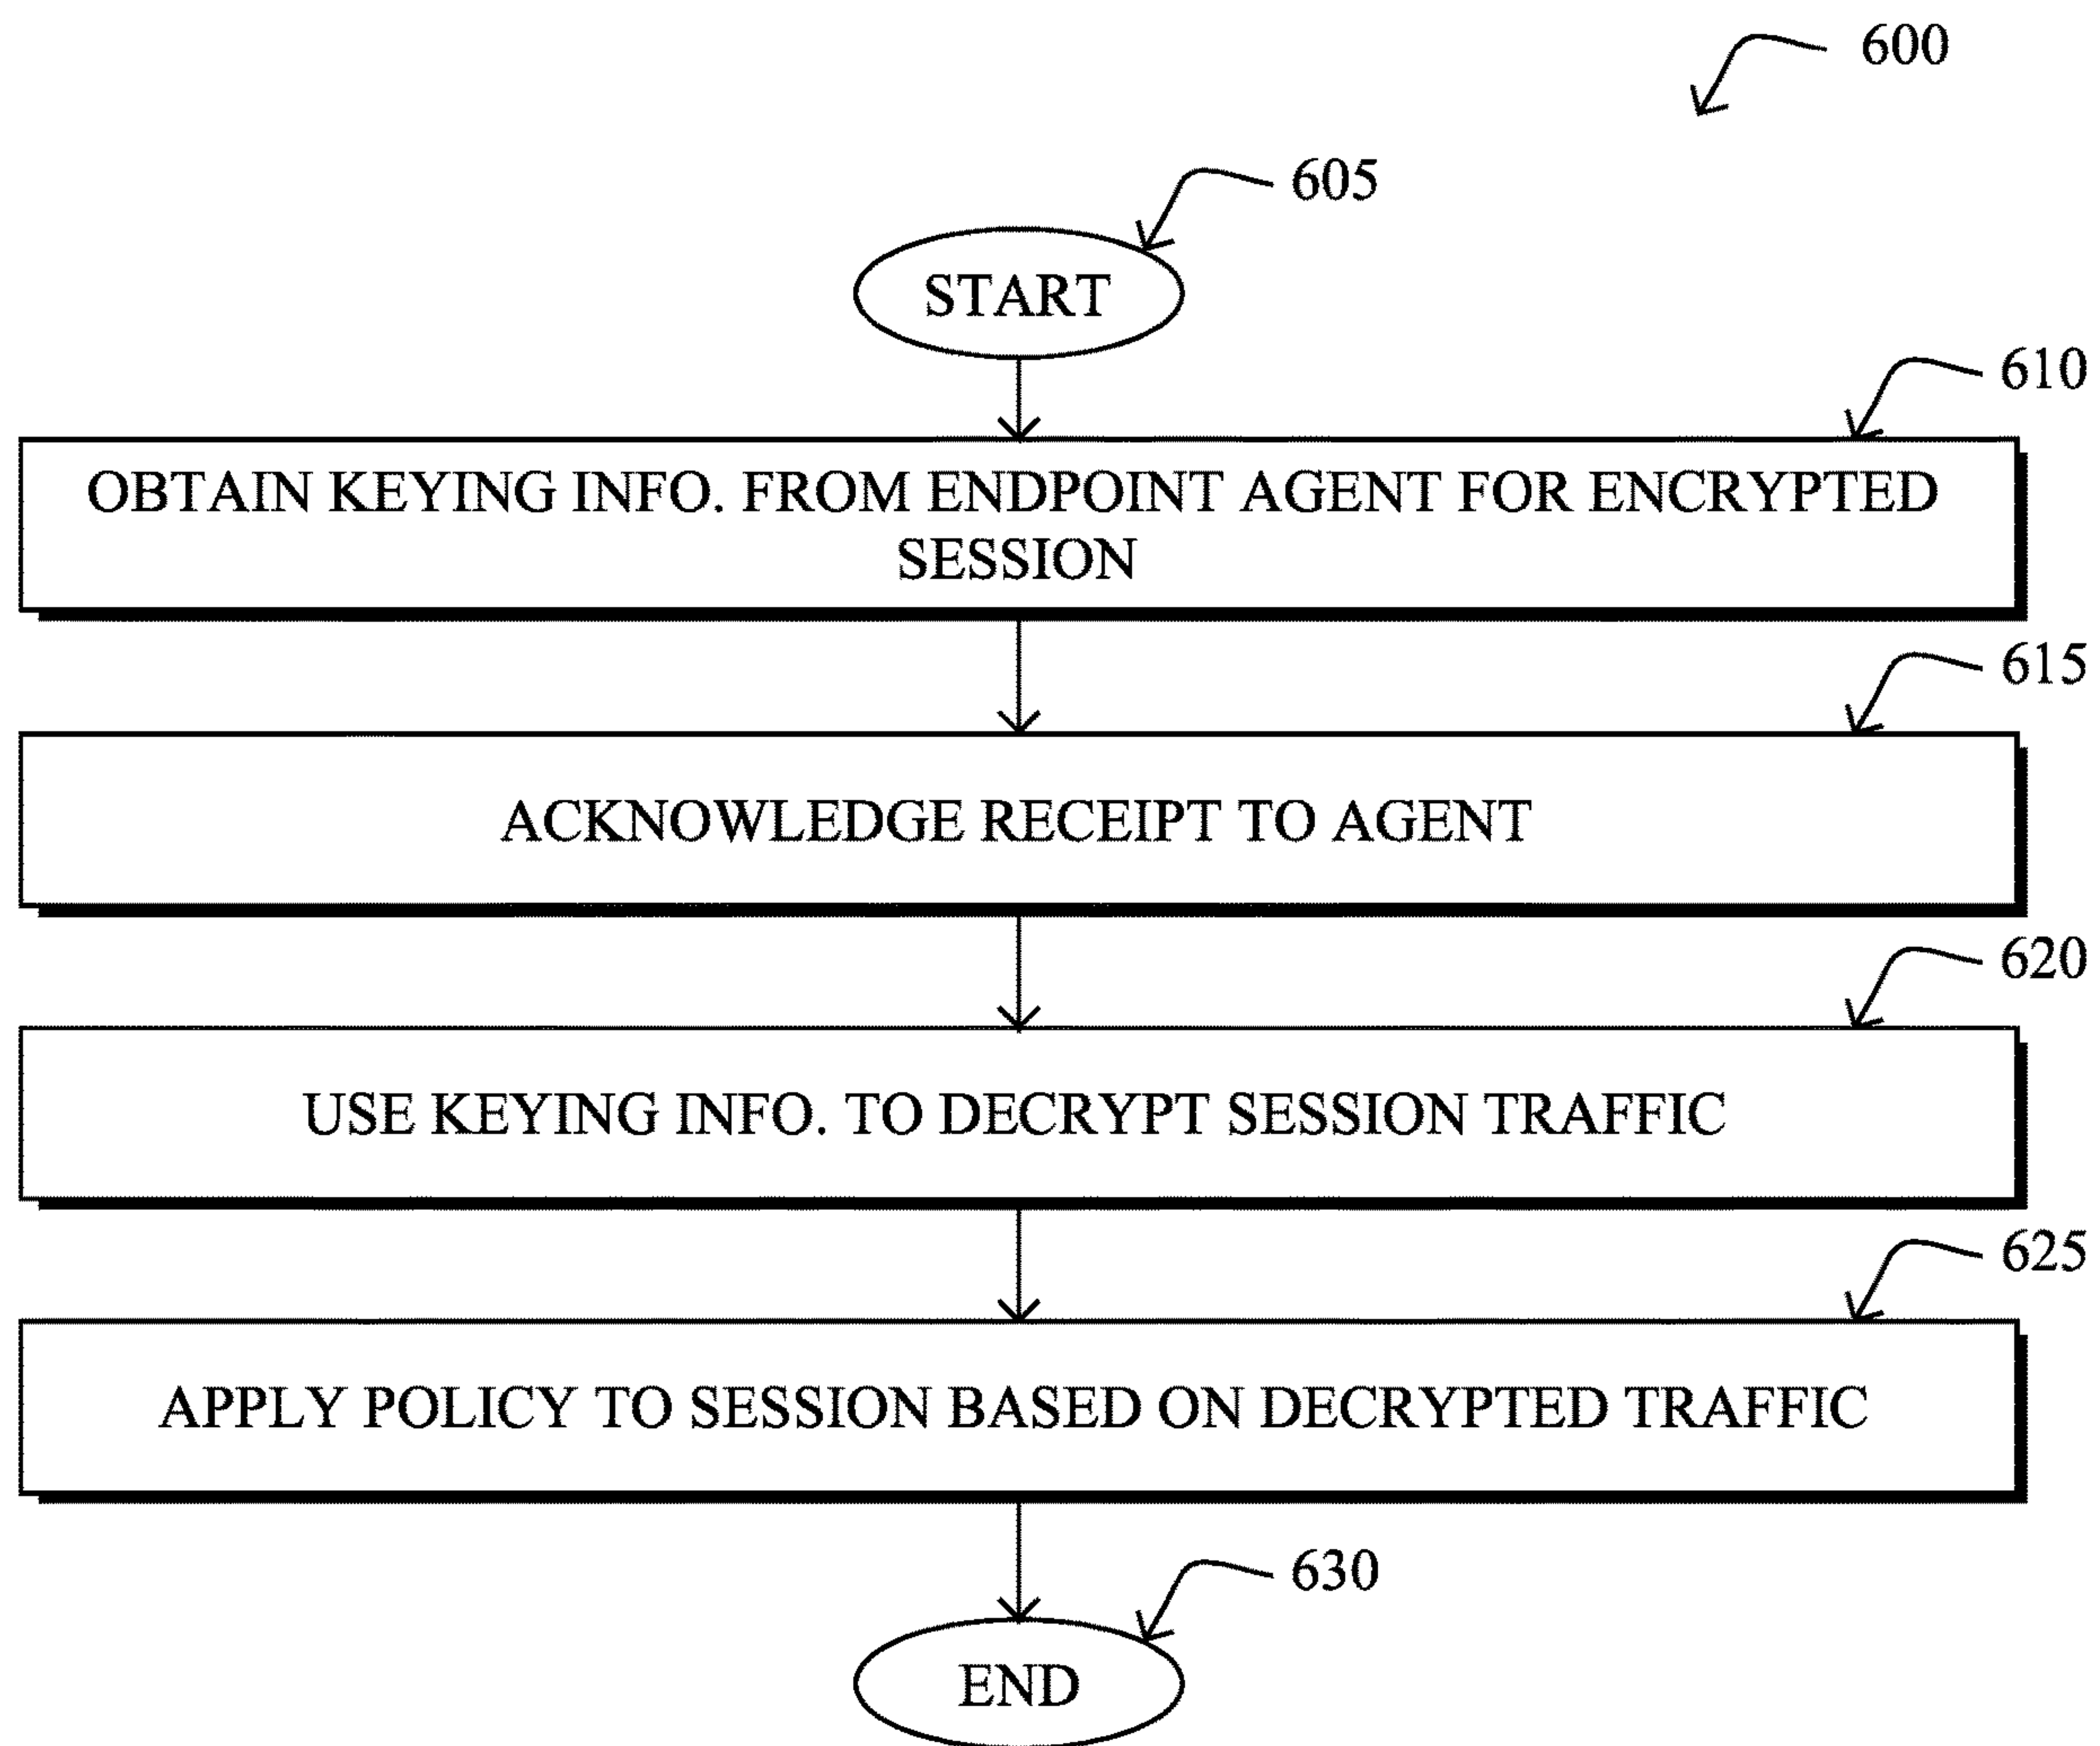 600
605
START
610
OBTAIN KEYING INFO. FROM ENDPOINT AGENT FOR ENCRYPTED
SESSION
615
ACKNOWLEDGE RECEIPT TO AGENT
620
USE KEYING INFO. TO DECRYPT SESSION TRAFFIC
625
APPLY POLICY TO SESSION BASED ON DECRYPTED TRAFFIC
630
END